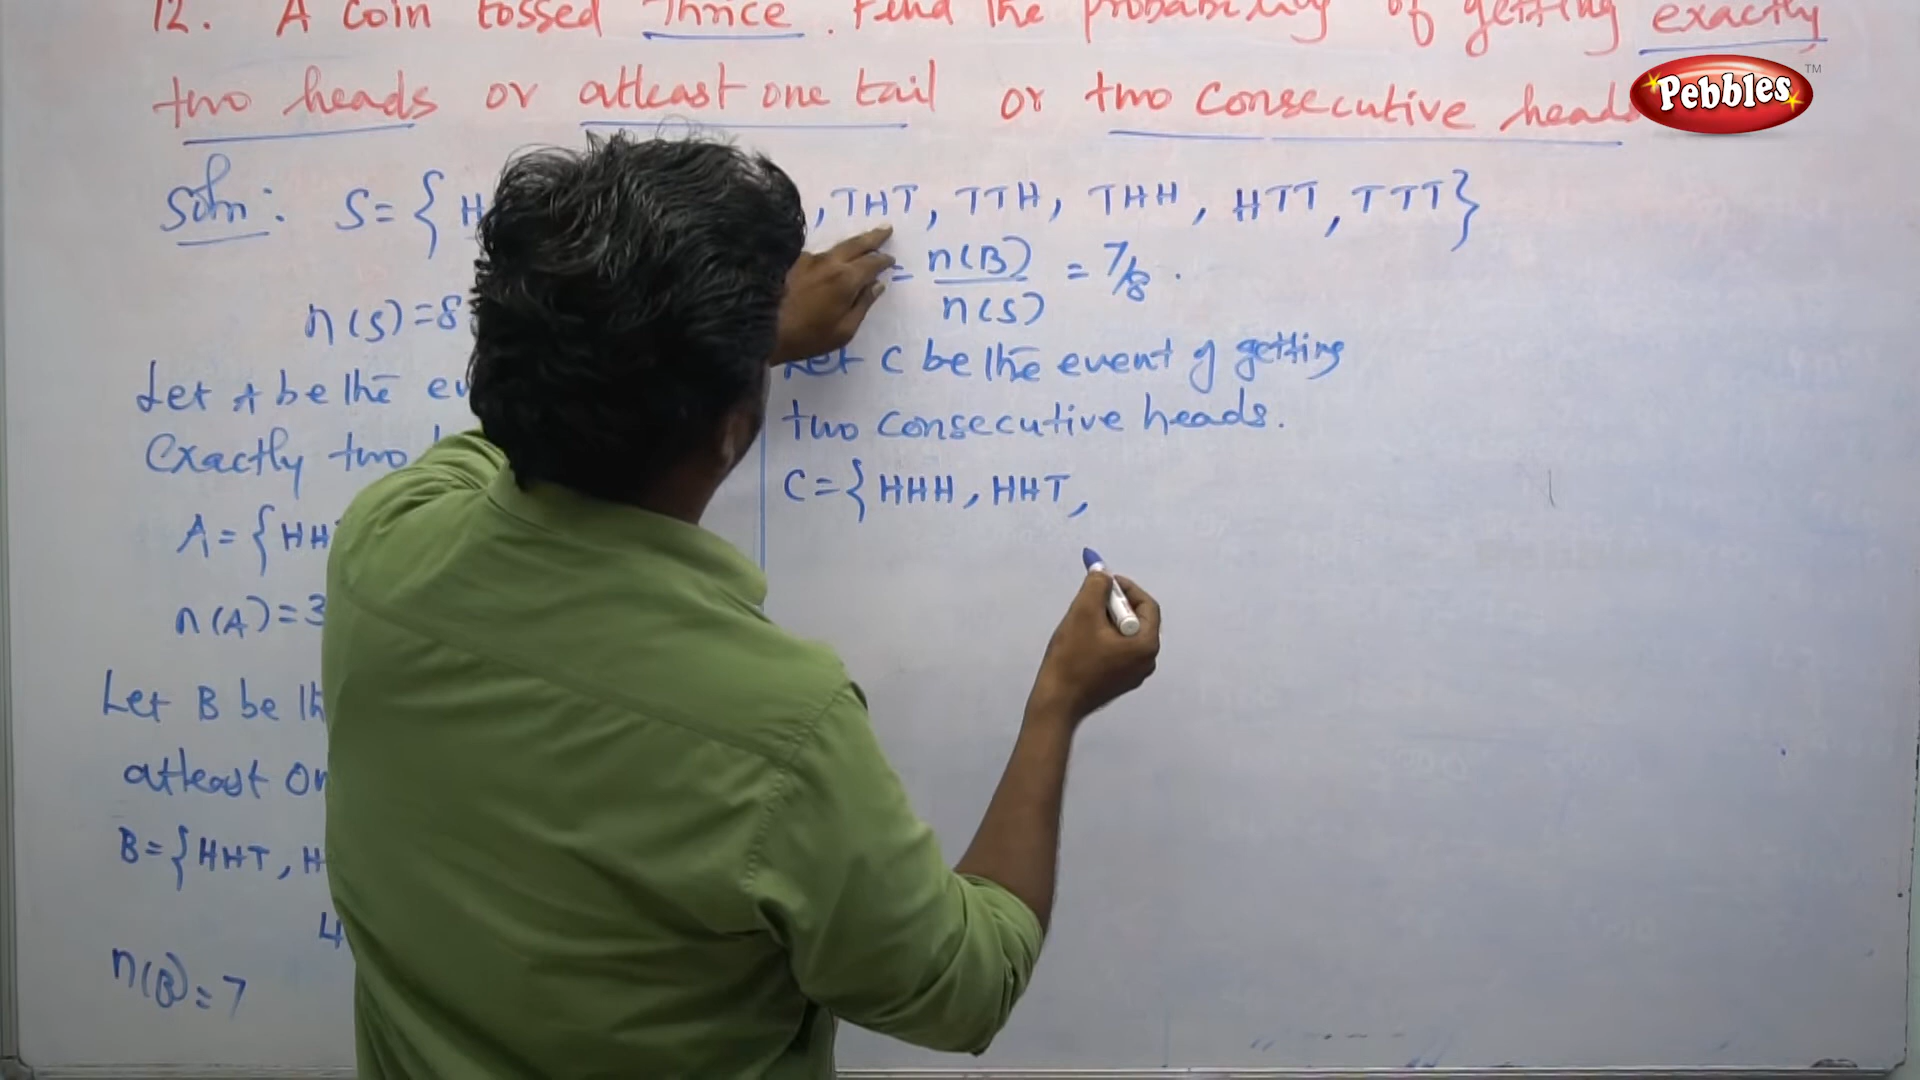 12. A Coin tossed Thrice. Find the probability of getting exactly
two heads or atleast one tail or two consecutive heads
Pebbles TM
Soln: S={ H , THT, TTH, THH, HTT, TTT}
= n(B)/n(S) = 7/8.
n(S)=8
Let C be the event of getting
two consecutive heads.
C={HHH, HHT,
Let A be the
Exactly two
A={HH
n(A)=3
Let B be
atleast
B={HHT, H
4
n(B)=7